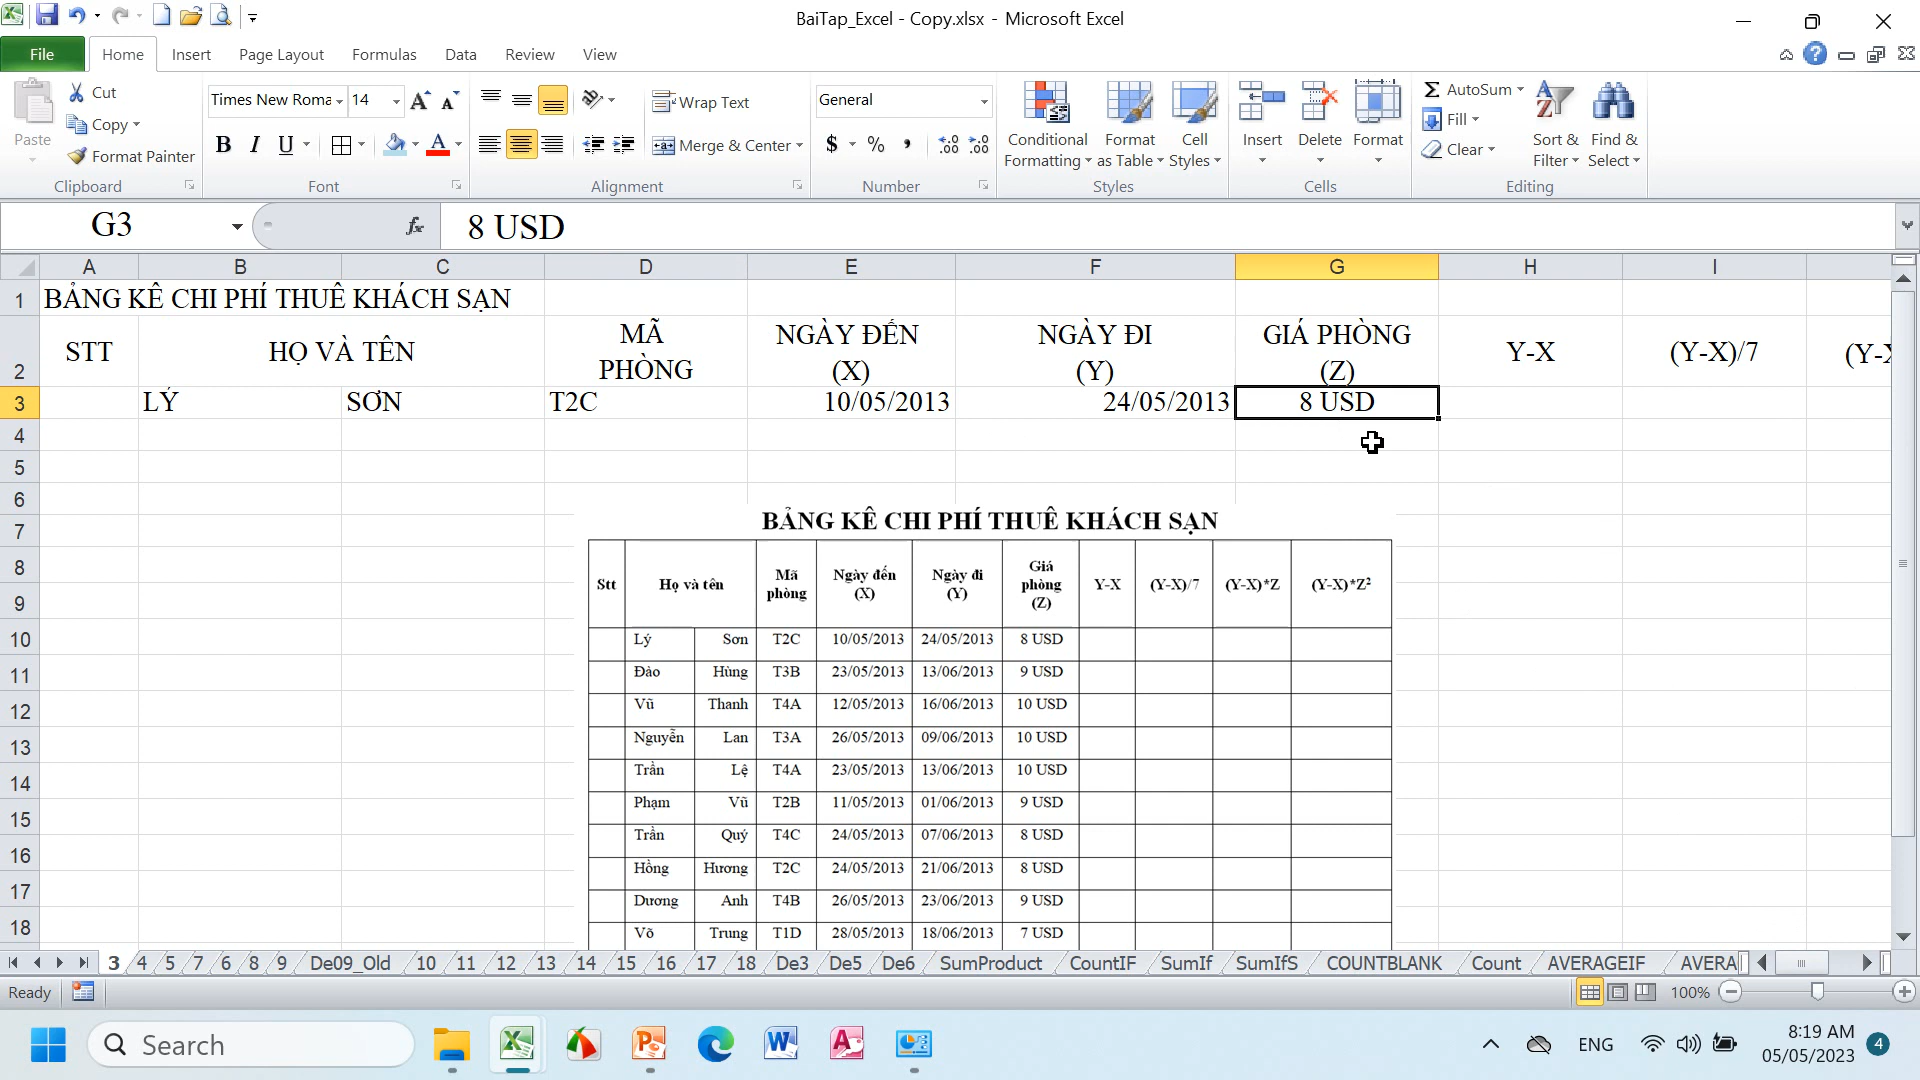 BaiTap_Excel - Copy.xlsx - Microsoft Excel
File Home Insert Page Layout Formulas Data Review View
Paste Cut Copy Format Painter Clipboard
Times New Roma 14 B I U Font
Wrap Text Merge & Center Alignment
General $ % , Number
Conditional Formatting Format as Table Cell Styles Styles
Insert Delete Format Cells
Σ AutoSum Fill Clear Sort & Filter Find & Select Editing
G3 fx 8 USD
A B C D E F G H I
1 BẢNG KÊ CHI PHÍ THUÊ KHÁCH SẠN
2 STT HỌ VÀ TÊN MÃ PHÒNG NGÀY ĐẾN (X) NGÀY ĐI (Y) GIÁ PHÒNG (Z) Y-X (Y-X)/7 (Y-X
3 LÝ SƠN T2C 10/05/2013 24/05/2013 8 USD
4
5
6
7
8
9
10
11
12
13
14
15
16
17
18
BẢNG KÊ CHI PHÍ THUÊ KHÁCH SẠN
Stt Họ và tên Mã phòng Ngày đến (X) Ngày đi (Y) Giá phòng (Z) Y-X (Y-X)/7 (Y-X)*Z (Y-X)*Z²
Lý Sơn T2C 10/05/2013 24/05/2013 8 USD
Đào Hùng T3B 23/05/2013 13/06/2013 9 USD
Vũ Thanh T4A 12/05/2013 16/06/2013 10 USD
Nguyễn Lan T3A 26/05/2013 09/06/2013 10 USD
Trần Lệ T4A 23/05/2013 13/06/2013 10 USD
Phạm Vũ T2B 11/05/2013 01/06/2013 9 USD
Trần Quý T4C 24/05/2013 07/06/2013 8 USD
Hồng Hương T2C 24/05/2013 21/06/2013 8 USD
Dương Anh T4B 26/05/2013 23/06/2013 9 USD
Võ Trung T1D 28/05/2013 18/06/2013 7 USD
3 4 5 7 6 8 9 De09_Old 10 11 12 13 14 15 16 17 18 De3 De5 De6 SumProduct CountIF SumIf SumIfS COUNTBLANK Count AVERAGEIF AVERA
Ready 100%
Search ENG 8:19 AM 4
05/05/2023